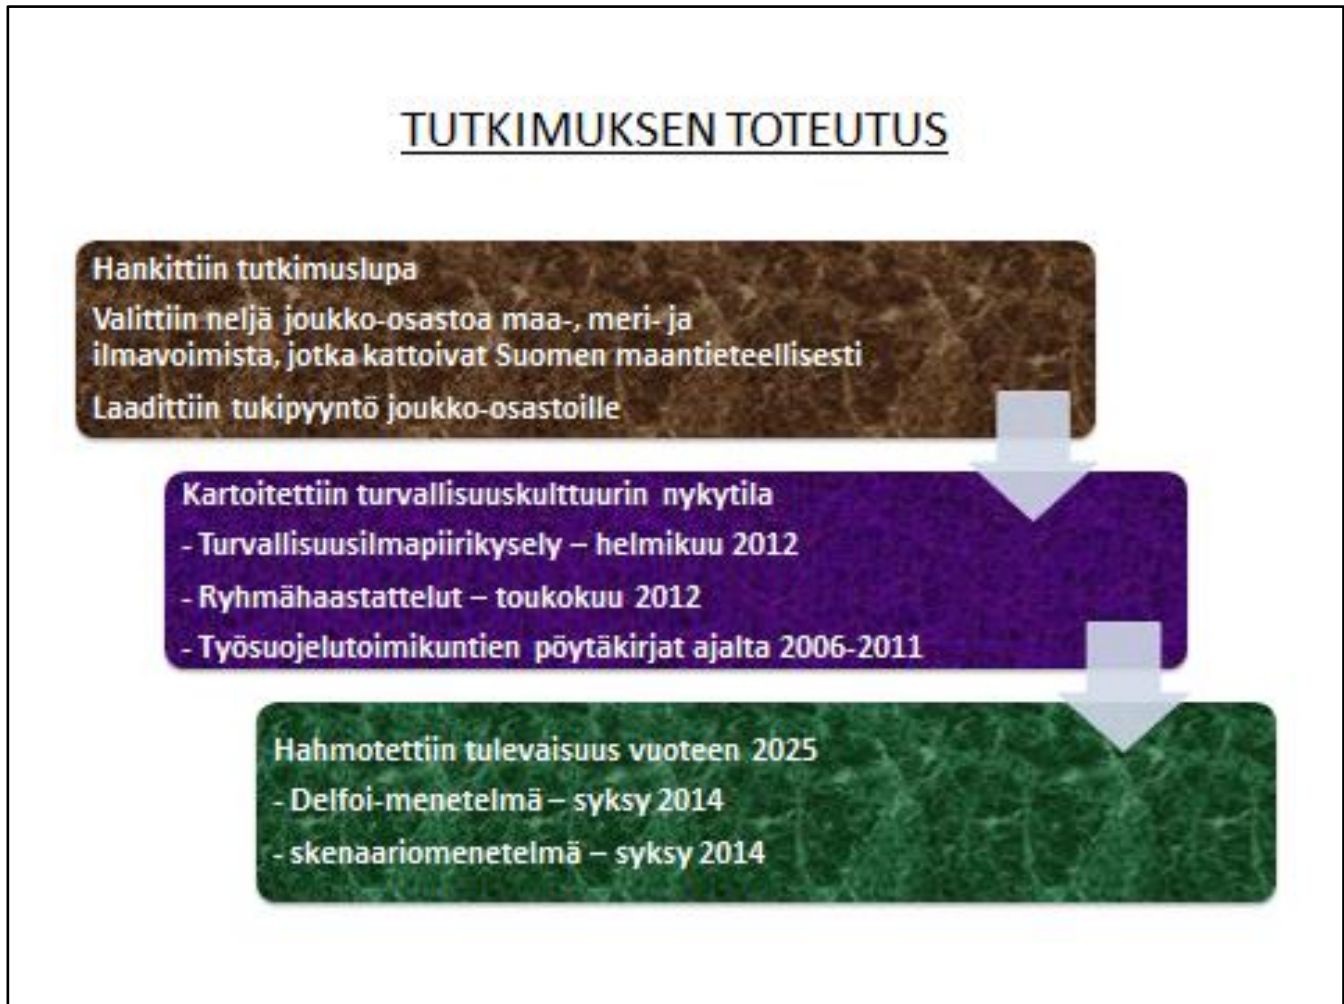 TUTKIMUKSEN TOTEUTUS
Hankittiin tutkimuslupa
Valittiin neljä joukko-osastoa maa-, meri- ja
ilmavoimista, jotka kattoivat Suomen maantieteellisesti
Laadittiin tukipyyntö joukko-osastoille
Kartoitettiin turvallisuuskulttuurin nykytila
- Turvallisuusilmapiirikysely – helmikuu 2012
- Ryhmähaastattelut – toukokuu 2012
- Työsuojelutoimikuntien pöytäkirjat ajalta 2006-2011
Hahmotettiin tulevaisuus vuoteen 2025
- Delfoi-menetelmä – syksy 2014
- skenaariomenetelmä – syksy 2014